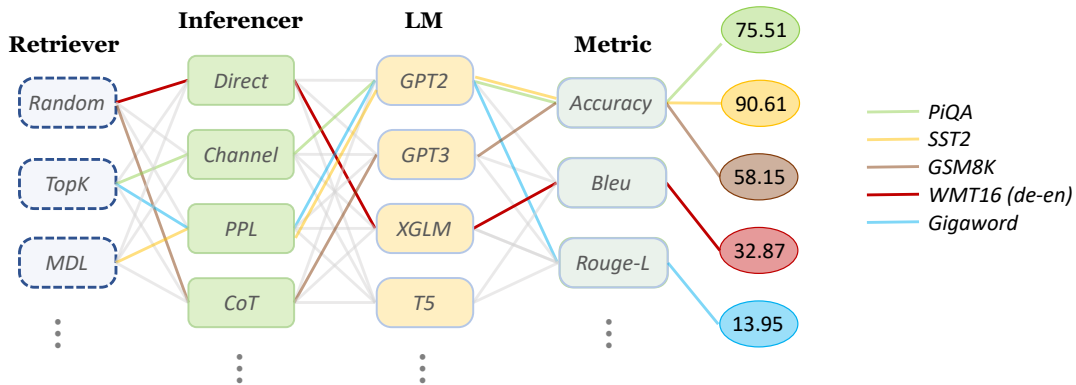 Retriever
Inferencer
LM
Metric
Random
TopK
MDL
Direct
Channel
PPL
CoT
GPT2
GPT3
XGLM
T5
Accuracy
Bleu
Rouge-L
75.51
90.61
58.15
32.87
13.95
PiQA
SST2
GSM8K
WMT16 (de-en)
Gigaword